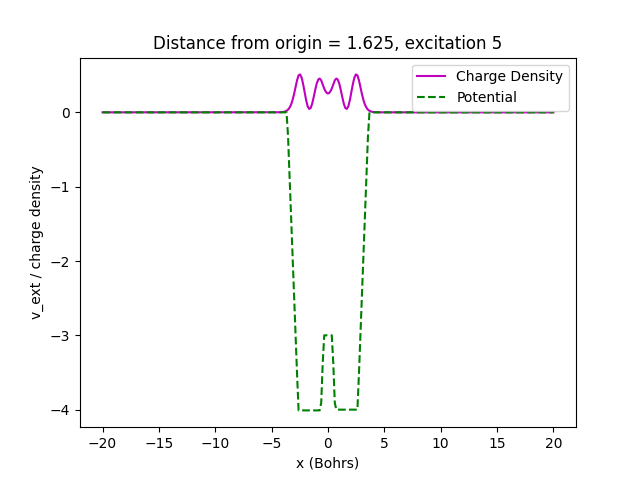 Distance from origin = 1.625, excitation 5
Charge Density
Potential
v_ext / charge density
0
−1
−2
−3
−4
−20
−15
−10
−5
0
5
10
15
20
x (Bohrs)